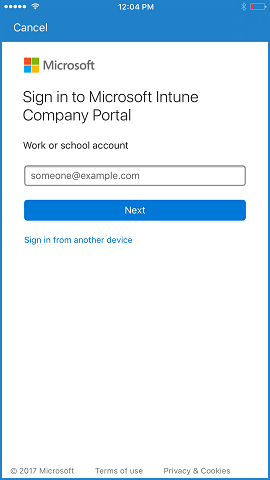 12:04 PM
Cancel
Microsoft
Sign in to Microsoft Intune
Company Portal
Work or school account
someone@example.com
Next
Sign in from another device
© 2017 Microsoft Terms of use Privacy & Cookies